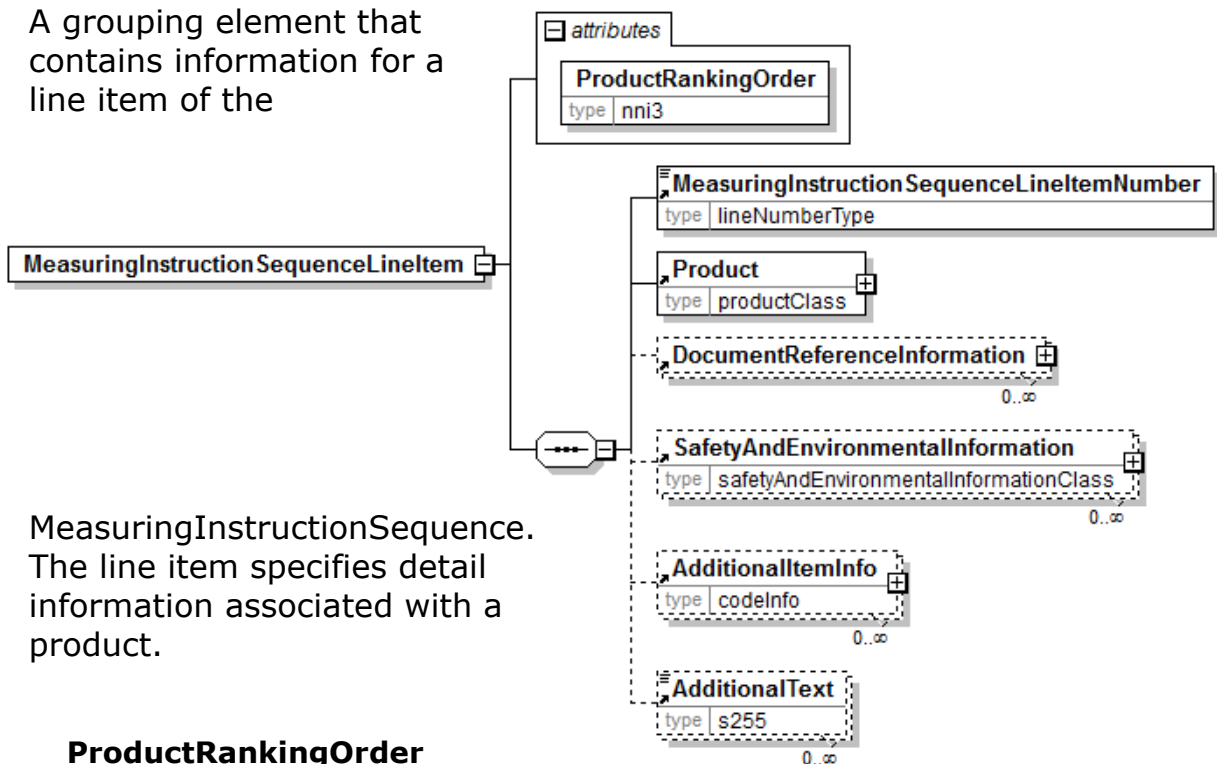 A grouping element that
contains information for a
line item of the
attributes
ProductRankingOrder
type nni3
MeasuringInstructionSequenceLineItem
MeasuringInstructionSequenceLineItemNumber
type lineNumberType
Product
type productClass
DocumentReferenceInformation
0..∞
SafetyAndEnvironmentalInformation
type safetyAndEnvironmentalInformationClass
0..∞
AdditionalItemInfo
type codeInfo
0..∞
AdditionalText
type s255
0..∞
MeasuringInstructionSequence.
The line item specifies detail
information associated with a
product.
ProductRankingOrder